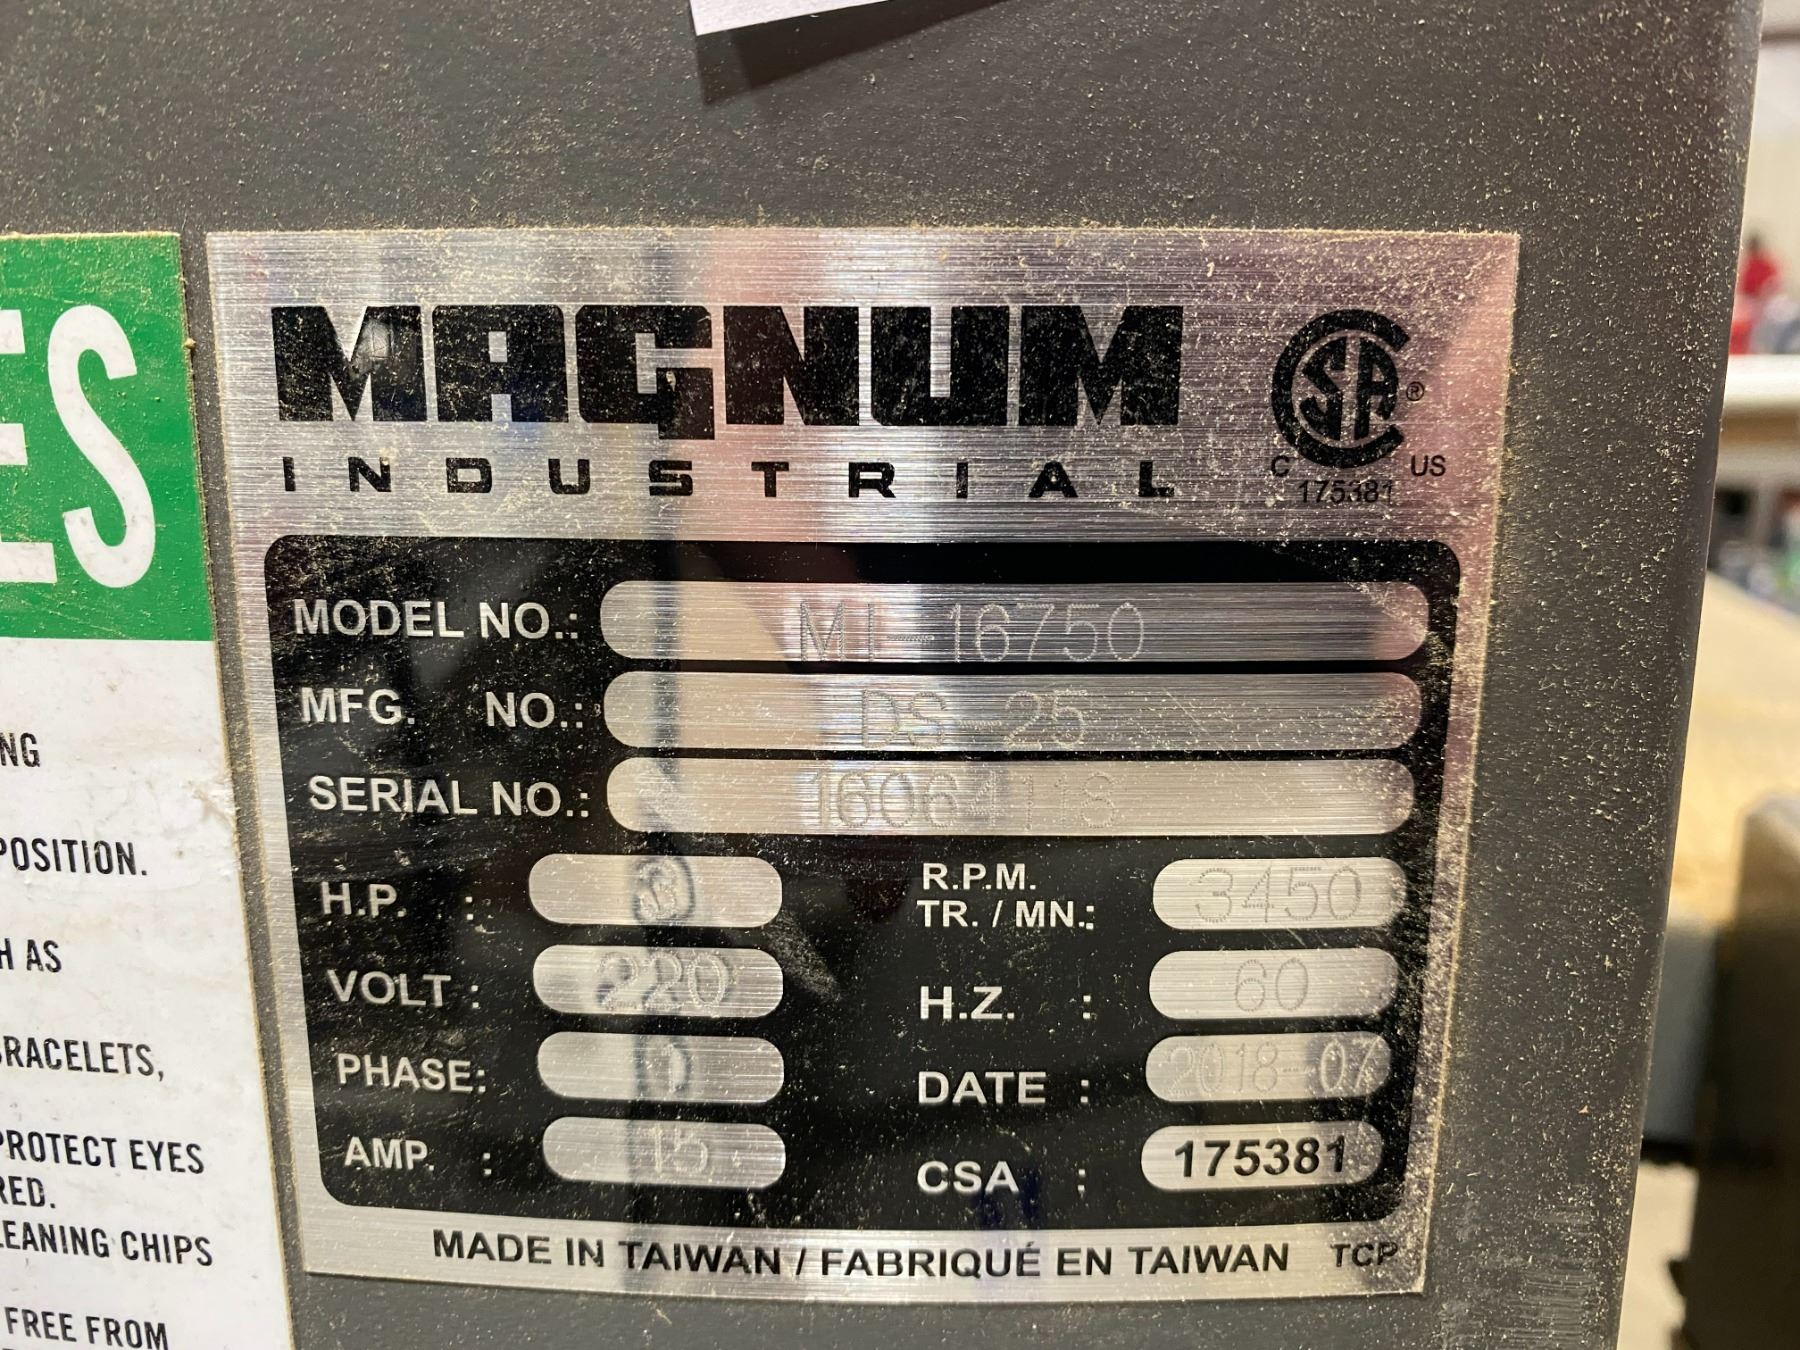 ES
NG
POSITION.
H AS
BRACELETS,
PROTECT EYES
RED.
LEANING CHIPS
FREE FROM
MAGNUM
INDUSTRIAL
CSA ®
C US
175381
MODEL NO.: MI-16750
MFG. NO.: DS-25
SERIAL NO.:
H.P. : 3
R.P.M.
TR. / MN.: 3450
VOLT : 220
H.Z. : 60
PHASE: 1
DATE : 2018-07
AMP. : 15
CSA : 175381
MADE IN TAIWAN / FABRIQUÉ EN TAIWAN TCP